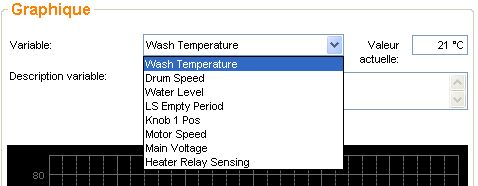 Graphique
Variable:
Wash Temperature
Valeur
actuelle:
21 °C
Description variable:
Wash Temperature
Drum Speed
Water Level
LS Empty Period
Knob 1 Pos
Motor Speed
Main Voltage
Heater Relay Sensing
80